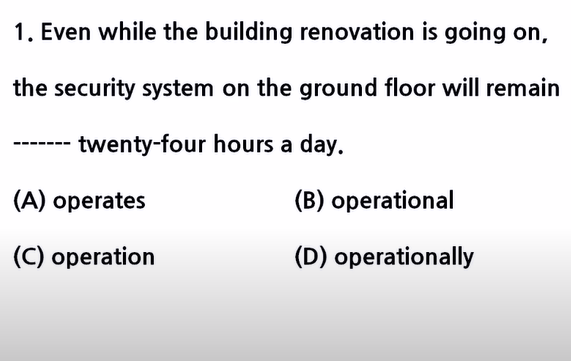 1. Even while the building renovation is going on,
the security system on the ground floor will remain
------- twenty-four hours a day.
(A) operates (B) operational
(C) operation (D) operationally